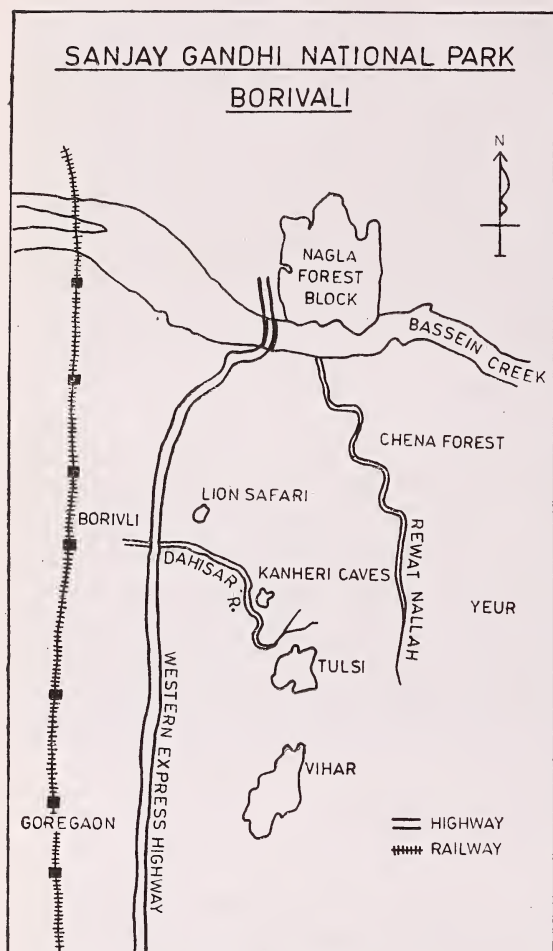 SANJAY GANDHI NATIONAL PARK
BORIVALI
N
NAGLA
FOREST
BLOCK
BASSEIN CREEK
CHENA FOREST
LION SAFARI
BORIVLI
DAHISAR R.
KANHERI CAVES
REWAT NALLAH
YEUR
TULSI
WESTERN EXPRESS HIGHWAY
VIHAR
GOREGAON
HIGHWAY
RAILWAY